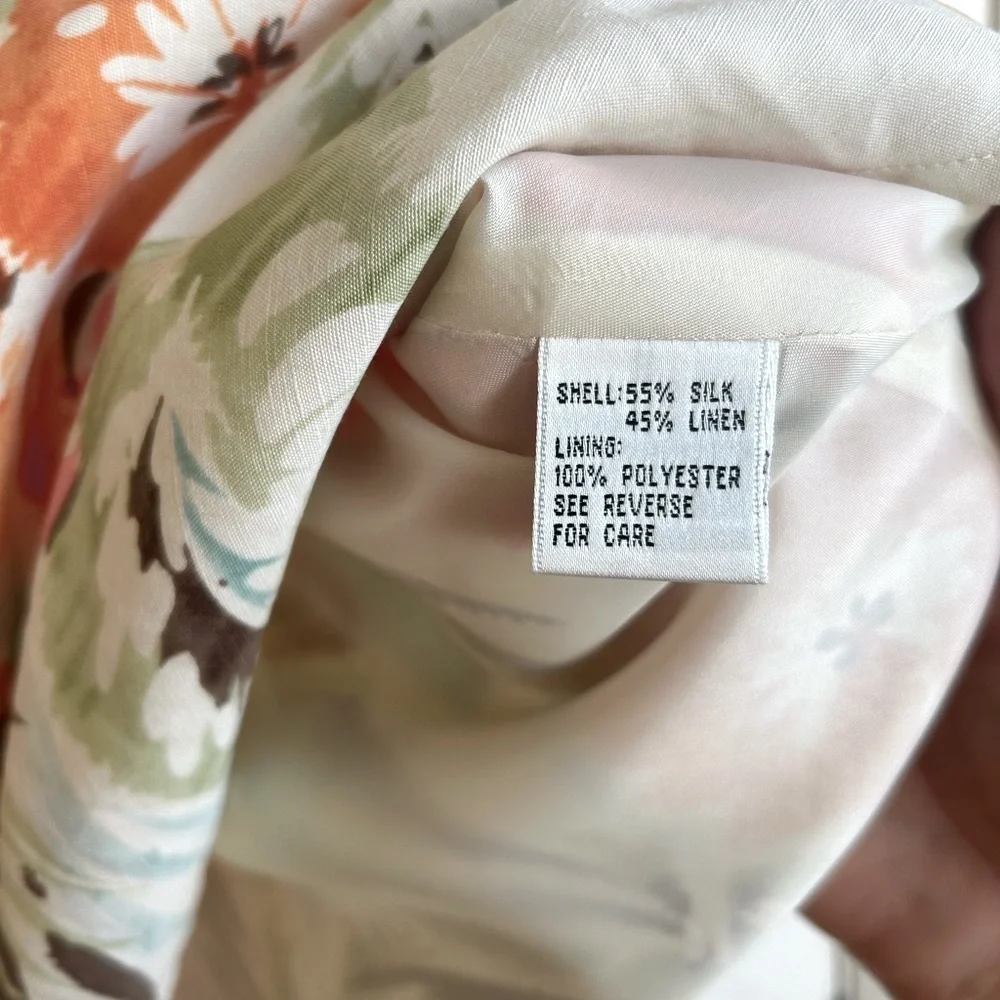 SHELL:55% SILK
45% LINEN
LINING:
100% POLYESTER
SEE REVERSE
FOR CARE